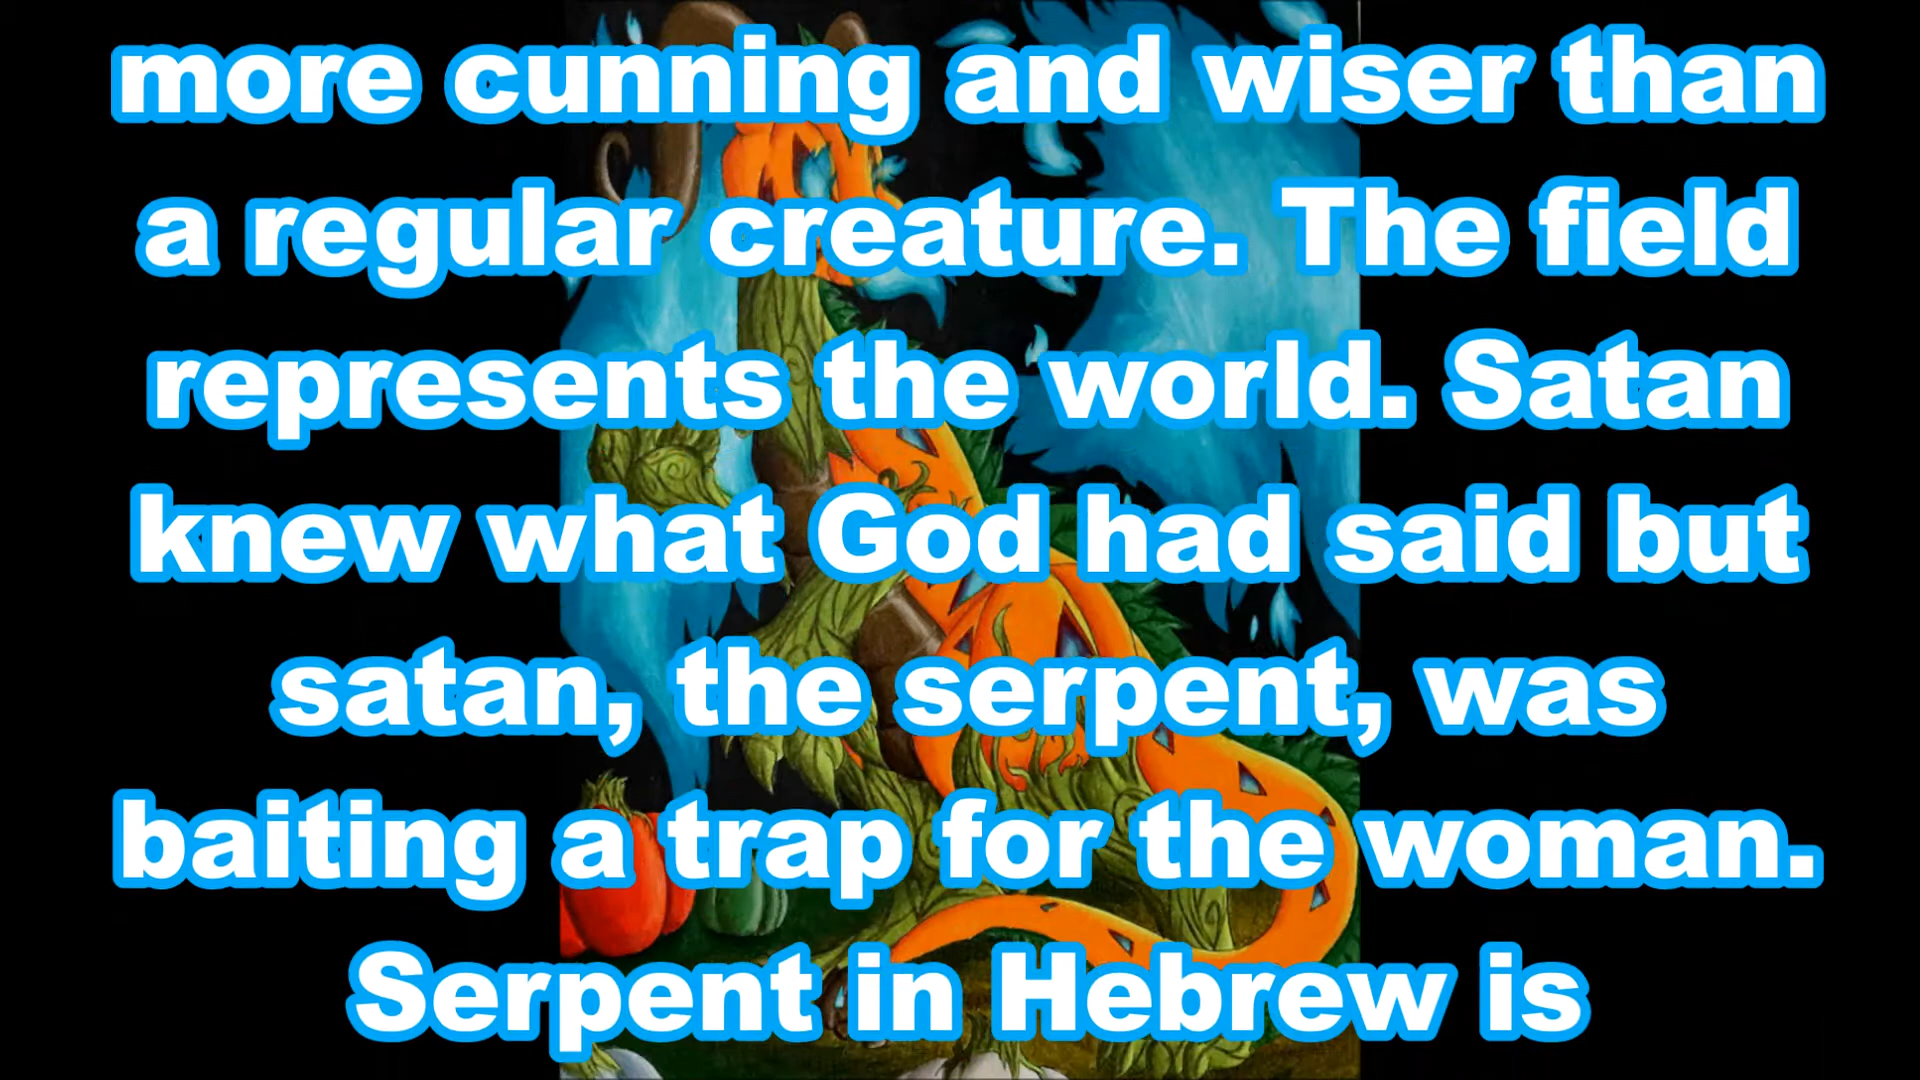 more cunning and wiser than
a regular creature. The field
represents the world. Satan
knew what God had said but
satan, the serpent, was
baiting a trap for the woman.
Serpent in Hebrew is